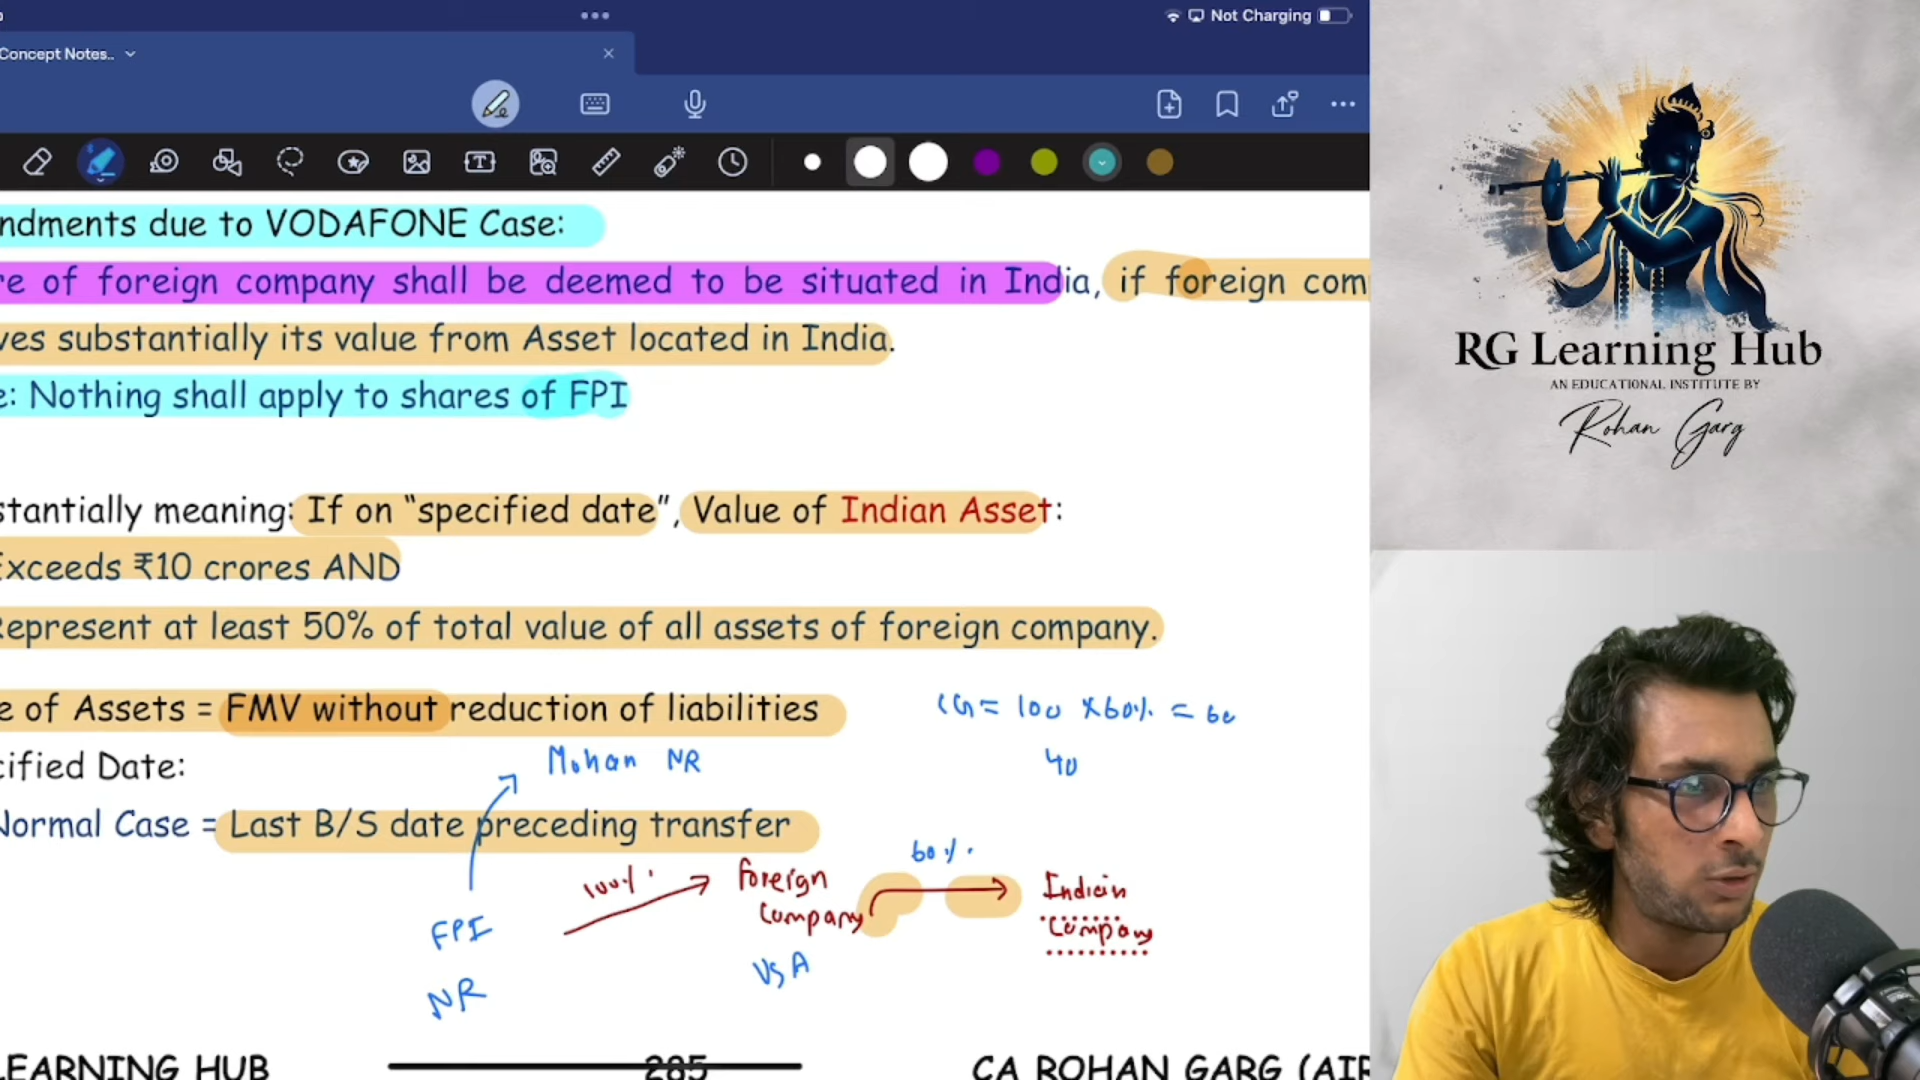 Not Charging
Concept Notes..
ndments due to VODAFONE Case:
re of foreign company shall be deemed to be situated in India, if foreign com
ves substantially its value from Asset located in India.
e: Nothing shall apply to shares of FPI
stantially meaning: If on “specified date”, Value of Indian Asset:
Exceeds ₹10 crores AND
Represent at least 50% of total value of all assets of foreign company.
e of Assets = FMV without reduction of liabilities
CG = 100 x60% = 60
cified Date:
Mohan NR
40
Normal Case = Last B/S date preceding transfer
100%.
60%.
Foreign
Company
Indian
Company
FPI
USA
NR
LEARNING HUB
285
CA ROHAN GARG (AIR
RG Learning Hub
AN EDUCATIONAL INSTITUTE BY
Rohan Garg